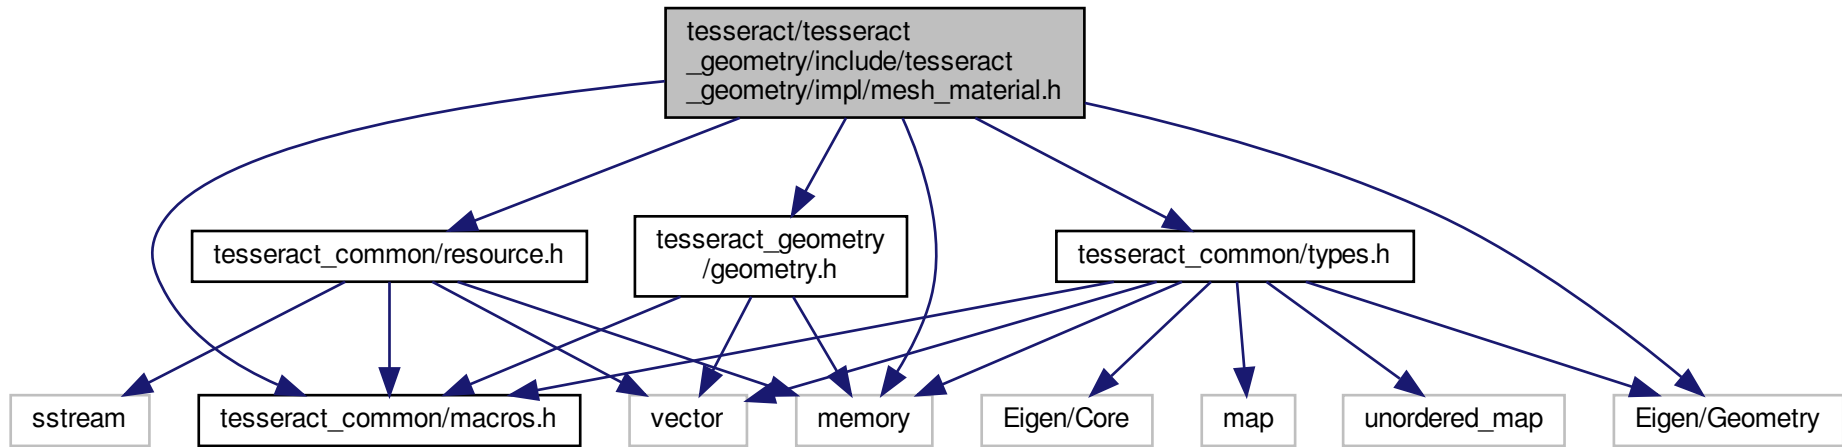 tesseract/tesseract
_geometry/include/tesseract
_geometry/impl/mesh_material.h
tesseract_common/resource.h
tesseract_geometry
/geometry.h
tesseract_common/types.h
sstream
tesseract_common/macros.h
vector
memory
Eigen/Core
map
unordered_map
Eigen/Geometry